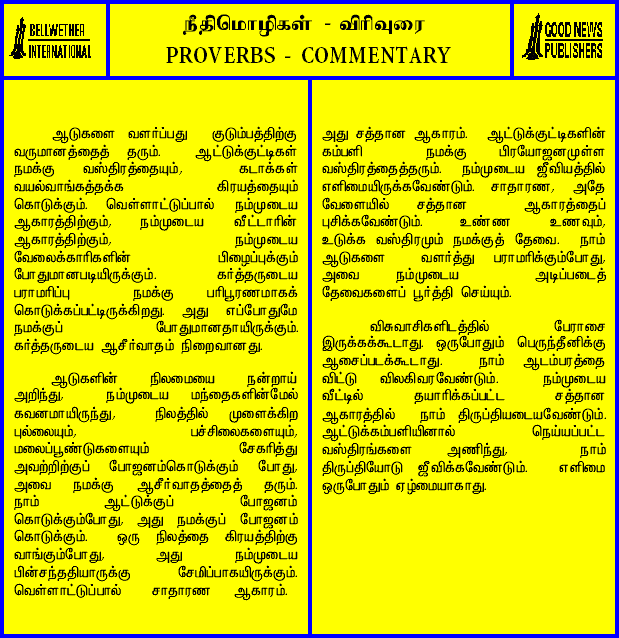 BELLWETHER
INTERNATIONAL
நீதிமொழிகள் - விரிவுரை
PROVERBS - COMMENTARY
GOOD NEWS
PUBLISHERS
ஆடுகளை வளர்ப்பது குடும்பத்திற்கு
வருமானத்தைத் தரும். ஆட்டுக்குட்டிகள்
நமக்கு வஸ்திரத்தையும், கடாக்கள்
வயல்வாங்கத்தக்க கிரயத்தையும்
கொடுக்கும். வெள்ளாட்டுப்பால் நம்முடைய
ஆகாரத்திற்கும், நம்முடைய வீட்டாரின்
ஆகாரத்திற்கும், நம்முடைய
வேலைக்காரிகளின் பிழைப்புக்கும்
போதுமானபடியிருக்கும். கர்த்தருடைய
பராமரிப்பு நமக்கு பரிபூரணமாகக்
கொடுக்கப்பட்டிருக்கிறது. அது எப்போதுமே
நமக்குப் போதுமானதாயிருக்கும்.
கர்த்தருடைய ஆசீர்வாதம் நிறைவானது.
ஆடுகளின் நிலமையை நன்றாய்
அறிந்து, நம்முடைய மந்தைகளின்மேல்
கவனமாயிருந்து, நிலத்தில் முளைக்கிற
புல்லையும், பச்சிலைகளையும்,
மலைப்பூண்டுகளையும் சேகரித்து
அவற்றிற்குப் போஜனம்கொடுக்கும் போது,
அவை நமக்கு ஆசீர்வாதத்தைத் தரும்.
நாம் ஆட்டுக்குப் போஜனம்
கொடுக்கும்போது, அது நமக்குப் போஜனம்
கொடுக்கும். ஒரு நிலத்தை கிரயத்திற்கு
வாங்கும்போது, அது நம்முடைய
பின்சந்ததியாருக்கு சேமிப்பாகயிருக்கும்.
வெள்ளாட்டுப்பால் சாதாரண ஆகாரம்.
அது சத்தான ஆகாரம். ஆட்டுக்குட்டிகளின்
கம்பளி நமக்கு பிரயோஜனமுள்ள
வஸ்திரத்தைத்தரும். நம்முடைய ஜீவியத்தில்
எளிமையிருக்கவேண்டும். சாதாரண, அதே
வேளையில் சத்தான ஆகாரத்தைப்
புசிக்கவேண்டும். உண்ண உணவும்,
உடுக்க வஸ்திரமும் நமக்குத் தேவை. நாம்
ஆடுகளை வளர்த்து பராமரிக்கும்போது,
அவை நம்முடைய அடிப்படைத்
தேவைகளைப் பூர்த்தி செய்யும்.
விசுவாசிகளிடத்தில் பேராசை
இருக்கக்கூடாது. ஒருபோதும் பெருந்தீனிக்கு
ஆசைப்படக்கூடாது. நாம் ஆடம்பரத்தை
விட்டு விலகிவரவேண்டும். நம்முடைய
வீட்டில் தயாரிக்கப்பட்ட சத்தான
ஆகாரத்தில் நாம் திருப்தியடையவேண்டும்.
ஆட்டுக்கம்பளியினால் நெய்யப்பட்ட
வஸ்திரங்களை அணிந்து, நாம்
திருப்தியோடு ஜீவிக்கவேண்டும். எளிமை
ஒருபோதும் ஏழ்மையாகாது.